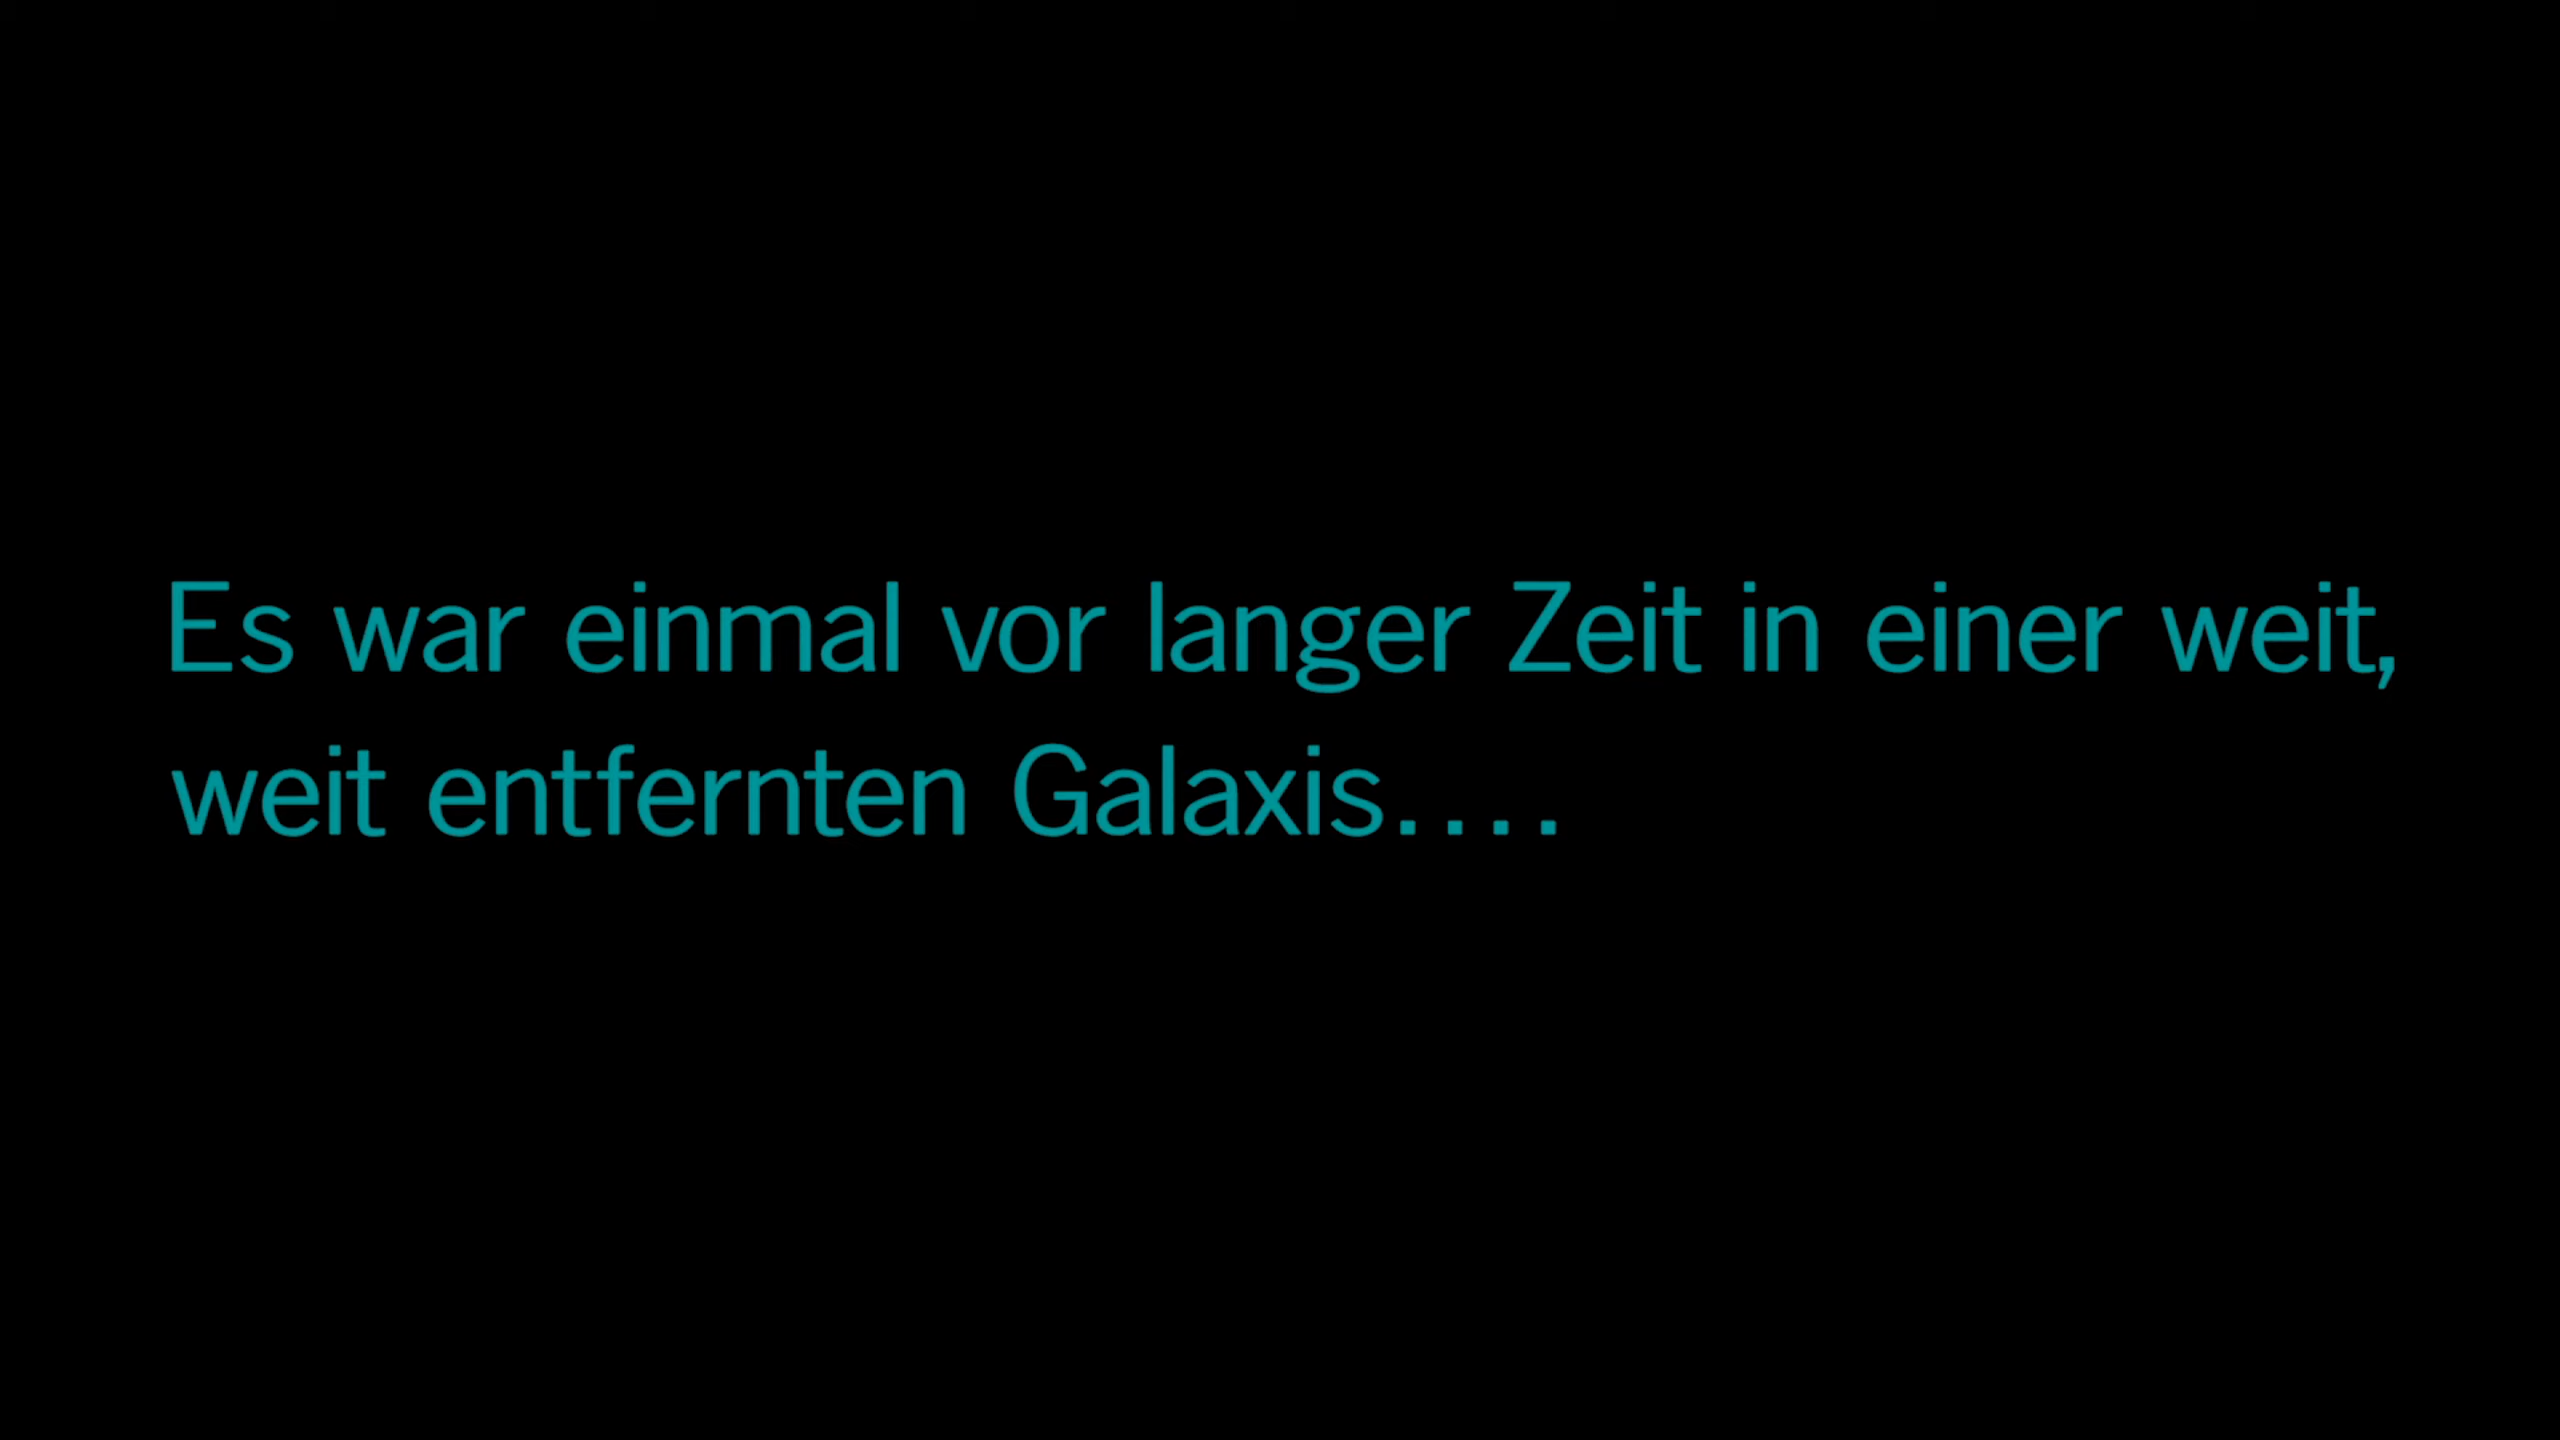 Es war einmal vor langer Zeit in einer weit,
weit entfernten Galaxis....